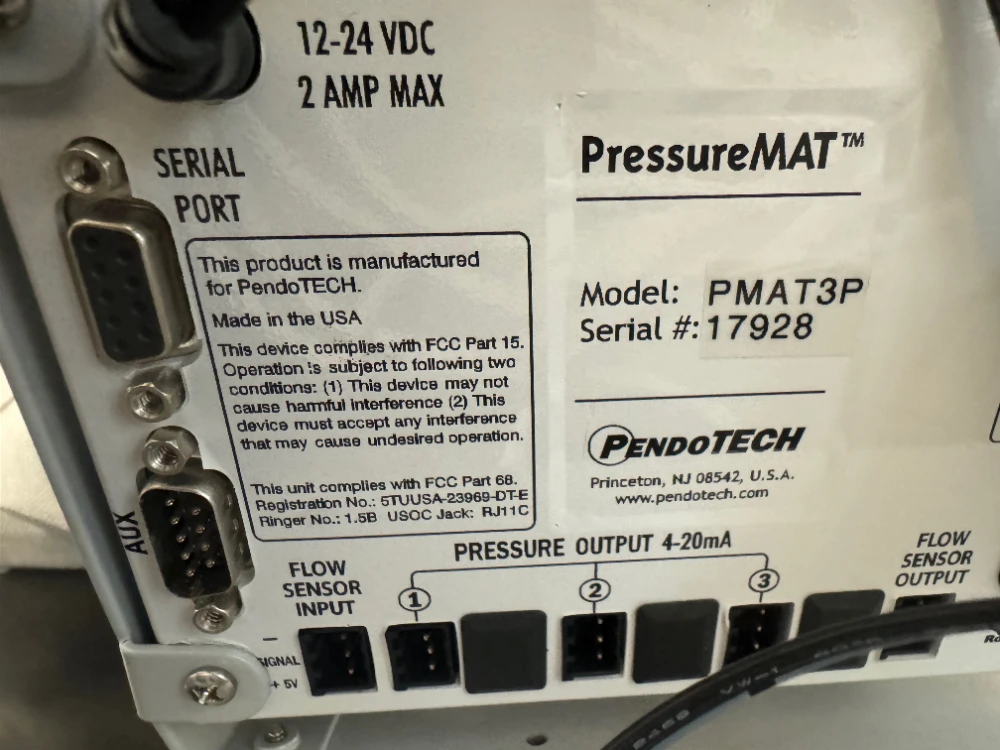 12-24 VDC
2 AMP MAX
SERIAL
PORT
PressureMAT™
Model: PMAT3P
Serial #: 17928
This product is manufactured
for PendoTECH.
Made in the USA
This device complies with FCC Part 15.
Operation is subject to following two
conditions: (1) This device may not
cause harmful interference (2) This
device must accept any interference
that may cause undesired operation.
This unit complies with FCC Part 68.
Registration No.: 5TUUSA-23969-DT-E
Ringer No.: 1.5B USOC Jack: RJ11C
PENDOTECH
Princeton, NJ 08542, U.S.A.
www.pendotech.com
AUX
FLOW
SENSOR
INPUT
PRESSURE OUTPUT 4-20mA
1
2
3
FLOW
SENSOR
OUTPUT
–
SIGNAL
+ 5V
VW-1